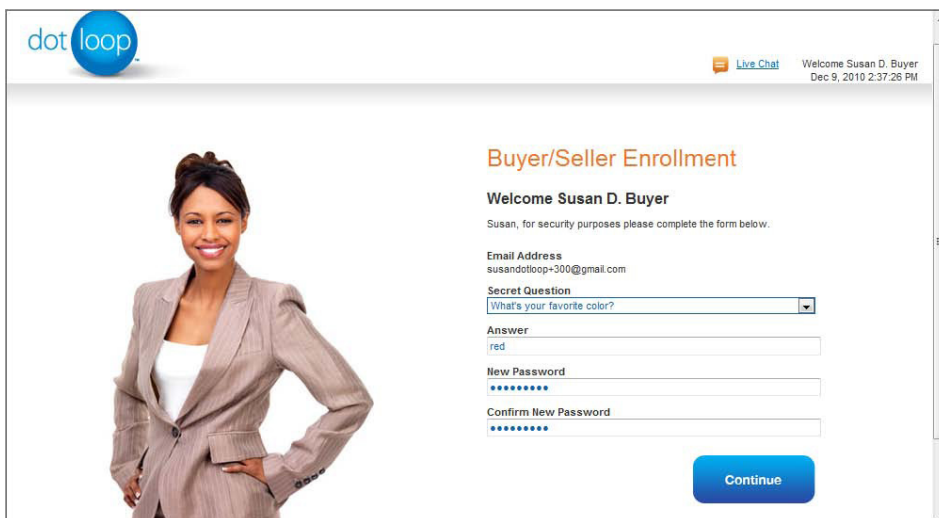 dot loop
Live Chat
Welcome Susan D. Buyer
Dec 9, 2010 2:37:26 PM
Buyer/Seller Enrollment
Welcome Susan D. Buyer
Susan, for security purposes please complete the form below.
Email Address
susandotloop+300@gmail.com
Secret Question
What's your favorite color?
Answer
red
New Password
•••••••••
Confirm New Password
•••••••••
Continue